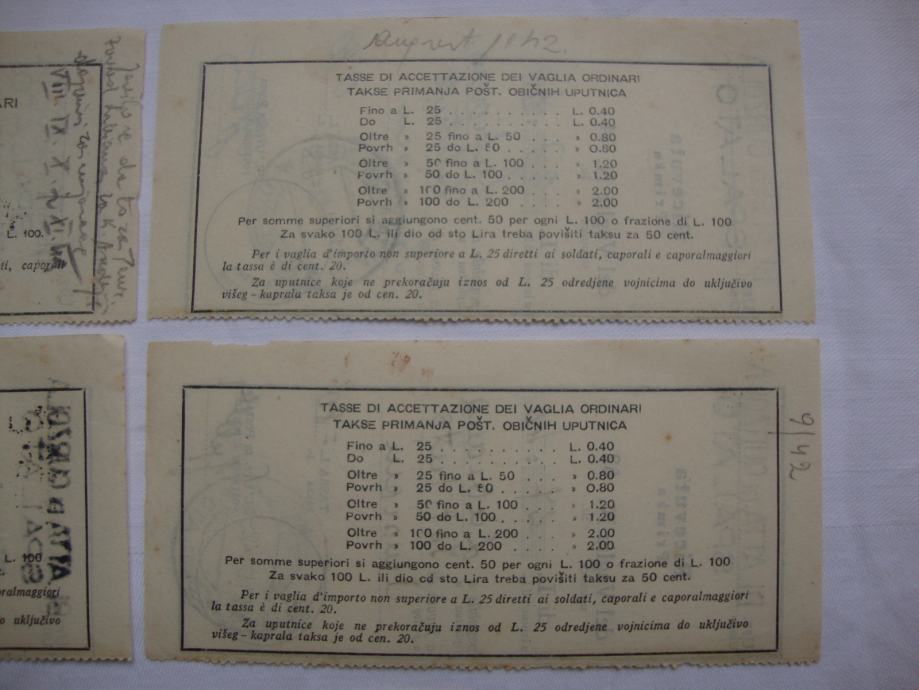 August 1942.
TASSE DI ACCETTAZIONE DEI VAGLIA ORDINARI
TAKSE PRIMANJA POŠT. OBIČNIH UPUTNICA
Fino a L. 25 . . . . . . . . . . L. 0.40
Do L. 25 . . . . . . . . . . L. 0.40
Oltre » 25 fino a L. 50 . . . . » 0.80
Povrh » 25 do L. 50 . . . . . » 0.80
Oltre » 50 fino a L. 100 . . . . » 1.20
Povrh » 50 do L. 100 . . . . . » 1.20
Oltre » 100 fino a L. 200 . . . » 2.00
Povrh » 100 do L. 200 . . . . » 2.00
Per somme superiori si aggiungono cent. 50 per ogni L. 100 o frazione di L. 100
Za svako 100 L. ili dio od sto Lira treba povišiti taksu za 50 cent.
Per i vaglia d'importo non superiore a L. 25 diretti ai soldati, caporali e caporalmaggiori
la tassa è di cent. 20.
Za uputnice koje ne prekoračuju iznos od L. 25 odredjene vojnicima do uključivo
višeg - kaprala taksa je od cen. 20.
9/42
TASSE DI ACCETTAZIONE DEI VAGLIA ORDINARI
TAKSE PRIMANJA POŠT. OBIČNIH UPUTNICA
Fino a L. 25 . . . . . . . . . . L. 0.40
Do L. 25 . . . . . . . . . . L. 0.40
Oltre » 25 fino a L. 50 . . . . » 0.80
Povrh » 25 do L. 50 . . . . . » 0.80
Oltre » 50 fino a L. 100 . . . . » 1.20
Povrh » 50 do L. 100 . . . . . » 1.20
Oltre » 100 fino a L. 200 . . . » 2.00
Povrh » 100 do L. 200 . . . . » 2.00
Per somme superiori si aggiungono cent. 50 per ogni L. 100 o frazione di L. 100
Za svako 100 L. ili dio od sto Lira treba povišiti taksu za 50 cent.
Per i vaglia d'importo non superiore a L. 25 diretti ai soldati, caporali e caporalmaggiori
la tassa è di cent. 20.
Za uputnice koje ne prekoračuju iznos od L. 25 odredjene vojnicima do uključivo
višeg - kaprala taksa je od cen. 20.